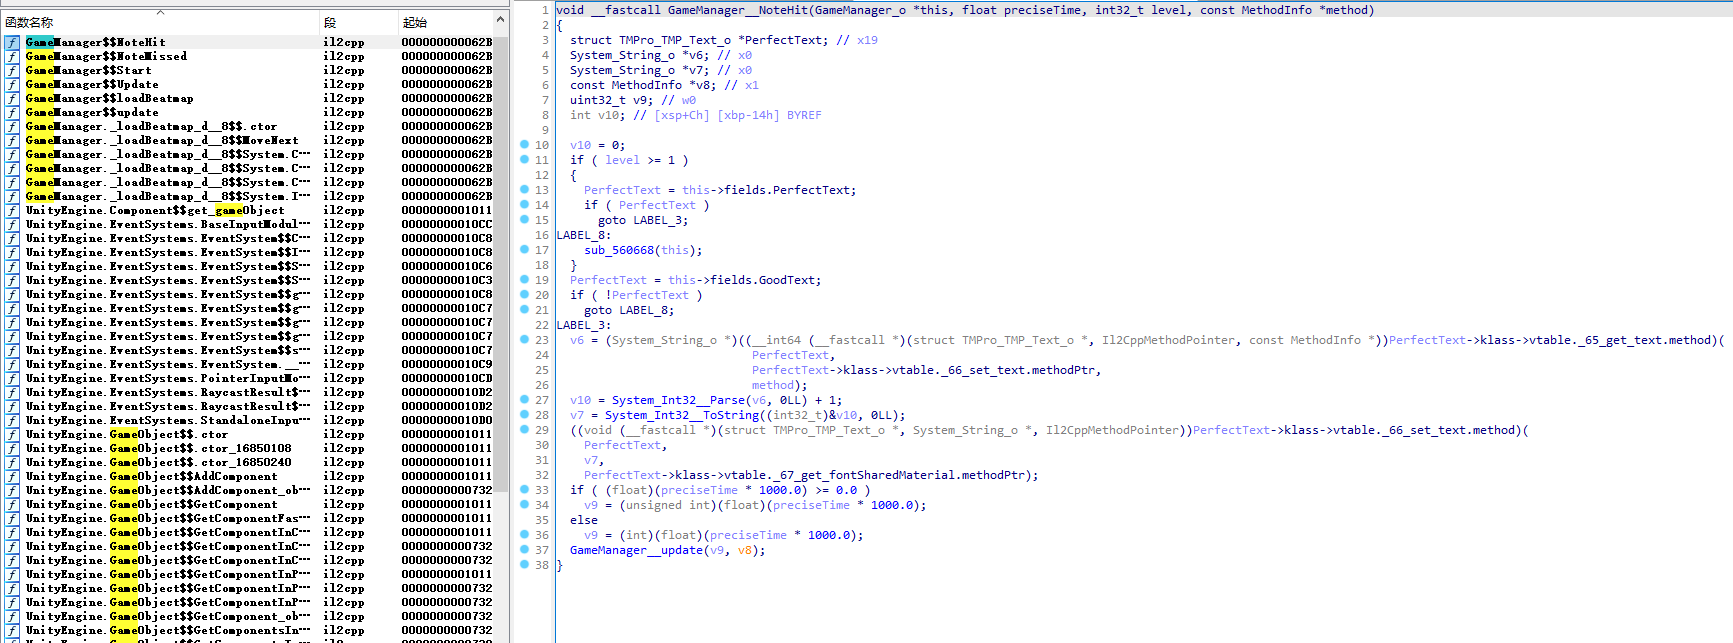 函数名称 段 起始
GameManager$$NoteHit il2cpp 000000000062B
GameManager$$NoteMissed il2cpp 000000000062B
GameManager$$Start il2cpp 000000000062B
GameManager$$Update il2cpp 000000000062B
GameManager$$loadBeatmap il2cpp 000000000062B
GameManager$$update il2cpp 000000000062B
GameManager._loadBeatmap_d__8$$.ctor il2cpp 000000000062B
GameManager._loadBeatmap_d__8$$MoveNext il2cpp 000000000062B
GameManager._loadBeatmap_d__8$$System.C… il2cpp 000000000062B
GameManager._loadBeatmap_d__8$$System.C… il2cpp 000000000062B
GameManager._loadBeatmap_d__8$$System.C… il2cpp 000000000062B
GameManager._loadBeatmap_d__8$$System.I… il2cpp 000000000062B
UnityEngine.Component$$get_gameObject il2cpp 0000000001011
UnityEngine.EventSystems.BaseInputModul… il2cpp 00000000010CC
UnityEngine.EventSystems.EventSystem$$C… il2cpp 00000000010C8
UnityEngine.EventSystems.EventSystem$$I… il2cpp 00000000010C8
UnityEngine.EventSystems.EventSystem$$S… il2cpp 00000000010C6
UnityEngine.EventSystems.EventSystem$$S… il2cpp 00000000010C3
UnityEngine.EventSystems.EventSystem$$g… il2cpp 00000000010C8
UnityEngine.EventSystems.EventSystem$$g… il2cpp 00000000010C7
UnityEngine.EventSystems.EventSystem$$g… il2cpp 00000000010C7
UnityEngine.EventSystems.EventSystem$$g… il2cpp 00000000010C7
UnityEngine.EventSystems.EventSystem$$s… il2cpp 00000000010C7
UnityEngine.EventSystems.EventSystem.__… il2cpp 00000000010C9
UnityEngine.EventSystems.PointerInputMo… il2cpp 00000000010CD
UnityEngine.EventSystems.RaycastResult$… il2cpp 00000000010D2
UnityEngine.EventSystems.RaycastResult$… il2cpp 00000000010D2
UnityEngine.EventSystems.StandaloneInpu… il2cpp 00000000010D0
UnityEngine.GameObject$$.ctor il2cpp 0000000001011
UnityEngine.GameObject$$.ctor_16850108 il2cpp 0000000001011
UnityEngine.GameObject$$.ctor_16850240 il2cpp 0000000001011
UnityEngine.GameObject$$AddComponent il2cpp 0000000001011
UnityEngine.GameObject$$AddComponent_ob… il2cpp 0000000000732
UnityEngine.GameObject$$GetComponent il2cpp 0000000001011
UnityEngine.GameObject$$GetComponentFas… il2cpp 0000000001011
UnityEngine.GameObject$$GetComponentInC… il2cpp 0000000001011
UnityEngine.GameObject$$GetComponentInC… il2cpp 0000000000732
UnityEngine.GameObject$$GetComponentInC… il2cpp 0000000000732
UnityEngine.GameObject$$GetComponentInP… il2cpp 0000000001011
UnityEngine.GameObject$$GetComponentInP… il2cpp 0000000000732
UnityEngine.GameObject$$GetComponentInP… il2cpp 0000000000732
UnityEngine.GameObject$$GetComponent_ob… il2cpp 0000000000732
UnityEngine.GameObject$$GetComponentsIn… il2cpp 0000000000732
1 void __fastcall GameManager__NoteHit(GameManager_o *this, float preciseTime, int32_t level, const MethodInfo *method)
2 {
3 struct TMPro_TMP_Text_o *PerfectText; // x19
4 System_String_o *v6; // x0
5 System_String_o *v7; // x0
6 const MethodInfo *v8; // x1
7 uint32_t v9; // w0
8 int v10; // [xsp+Ch] [xbp-14h] BYREF
9
10 v10 = 0;
11 if ( level >= 1 )
12 {
13 PerfectText = this->fields.PerfectText;
14 if ( PerfectText )
15 goto LABEL_3;
16 LABEL_8:
17 sub_560668(this);
18 }
19 PerfectText = this->fields.GoodText;
20 if ( !PerfectText )
21 goto LABEL_8;
22 LABEL_3:
23 v6 = (System_String_o *)((__int64 (__fastcall *)(struct TMPro_TMP_Text_o *, Il2CppMethodPointer, const MethodInfo *))PerfectText->klass->vtable._65_get_text.method)(
24 PerfectText,
25 PerfectText->klass->vtable._66_set_text.methodPtr,
26 method);
27 v10 = System_Int32__Parse(v6, 0LL) + 1;
28 v7 = System_Int32__ToString((int32_t)&v10, 0LL);
29 ((void (__fastcall *)(struct TMPro_TMP_Text_o *, System_String_o *, Il2CppMethodPointer))PerfectText->klass->vtable._66_set_text.method)(
30 PerfectText,
31 v7,
32 PerfectText->klass->vtable._67_get_fontSharedMaterial.methodPtr);
33 if ( (float)(preciseTime * 1000.0) >= 0.0 )
34 v9 = (unsigned int)(float)(preciseTime * 1000.0);
35 else
36 v9 = (int)(float)(preciseTime * 1000.0);
37 GameManager__update(v9, v8);
38 }